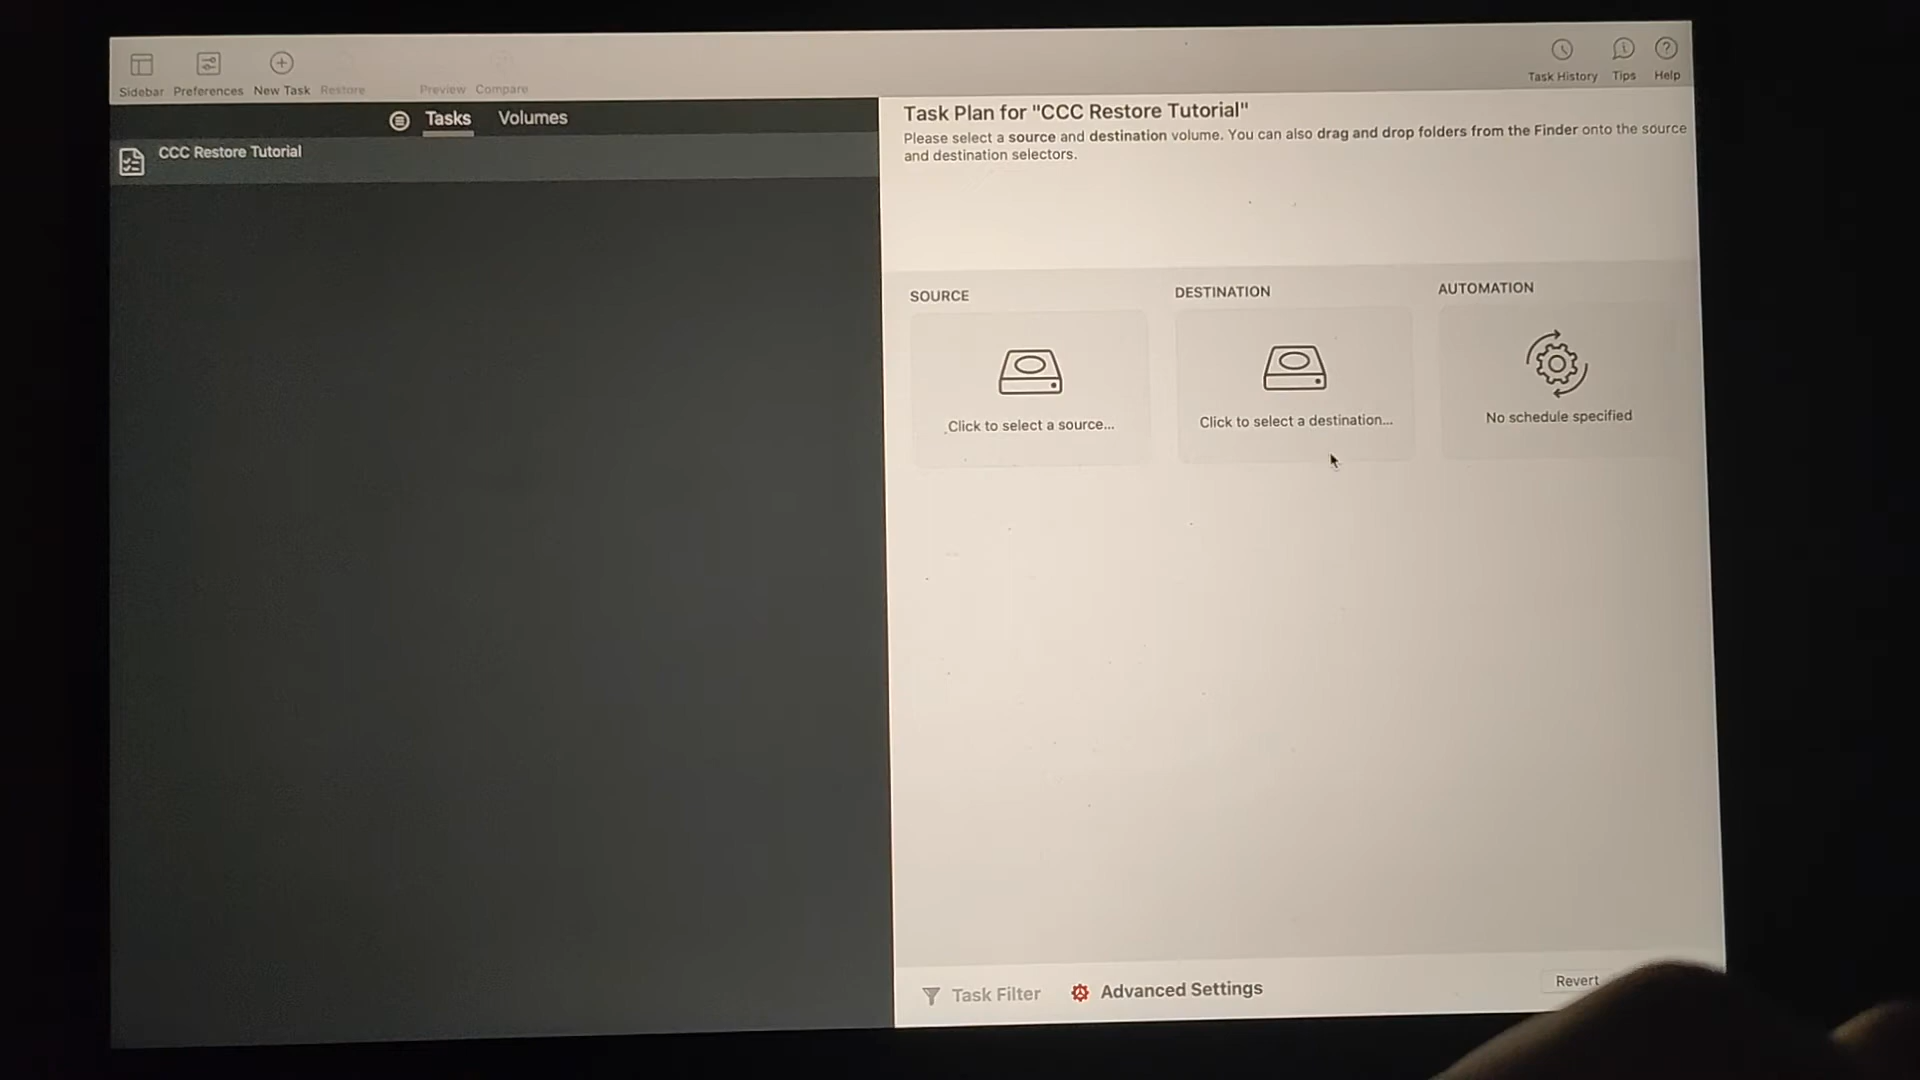 Sidebar Preferences New Task Restore Preview Compare Task History Tips Help
Tasks Volumes
CCC Restore Tutorial
Task Plan for "CCC Restore Tutorial"
Please select a source and destination volume. You can also drag and drop folders from the Finder onto the source
and destination selectors.
SOURCE DESTINATION AUTOMATION
Click to select a source... Click to select a destination... No schedule specified
Task Filter Advanced Settings Revert